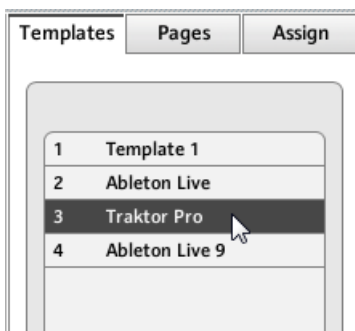 Templates Pages Assign
1 Template 1
2 Ableton Live
3 Traktor Pro
4 Ableton Live 9